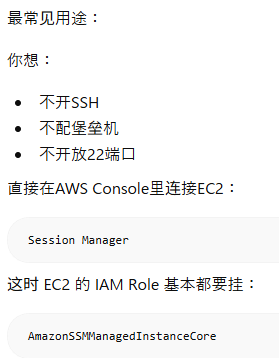 最常见用途：
你想：
不开SSH
不配堡垒机
不开放22端口
直接在AWS Console里连接EC2：
Session Manager
这时 EC2 的 IAM Role 基本都要挂：
AmazonSSMManagedInstanceCore